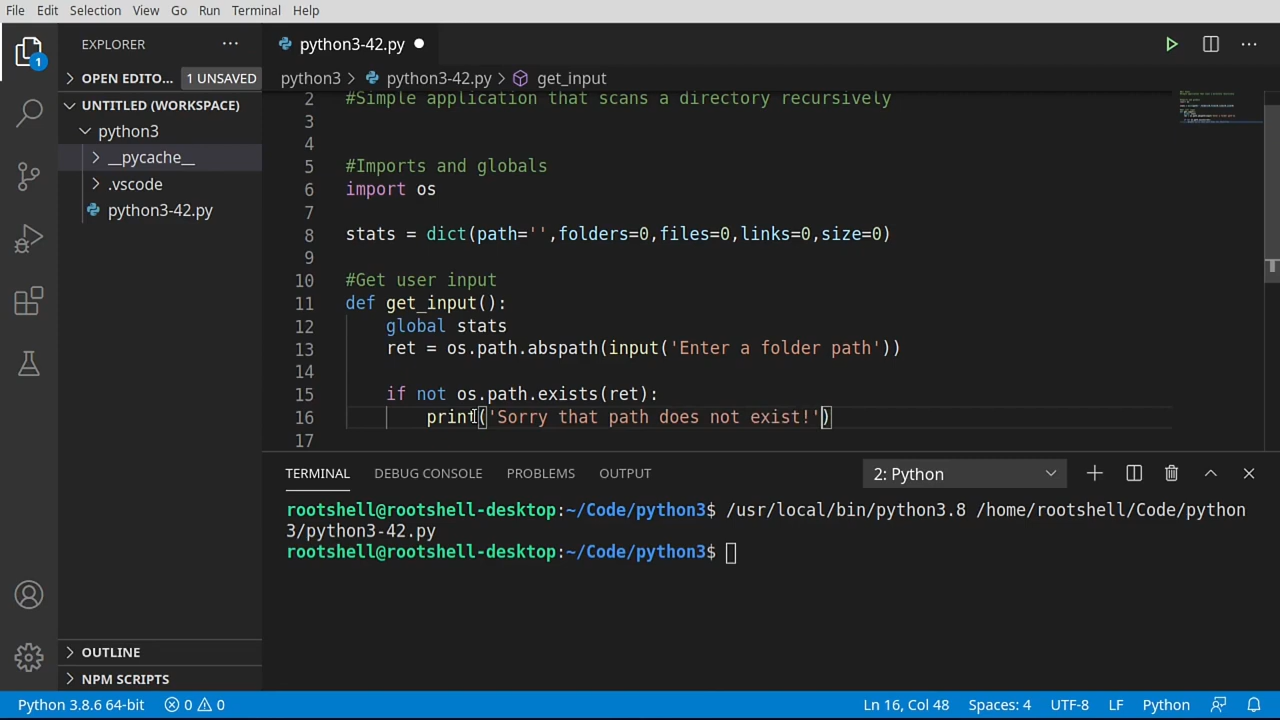 File Edit Selection View Go Run Terminal Help
EXPLORER
python3-42.py
OPEN EDITO... 1 UNSAVED
python3 > python3-42.py > get_input
UNTITLED (WORKSPACE)
python3
__pycache__
.vscode
python3-42.py
1
2 #Simple application that scans a directory recursively
3
4
5 #Imports and globals
6 import os
7
8 stats = dict(path='',folders=0,files=0,links=0,size=0)
9
10 #Get user input
11 def get_input():
12 global stats
13 ret = os.path.abspath(input('Enter a folder path'))
14
15 if not os.path.exists(ret):
16 print('Sorry that path does not exist!')
17
TERMINAL DEBUG CONSOLE PROBLEMS OUTPUT 2: Python
rootshell@rootshell-desktop:~/Code/python3$ /usr/local/bin/python3.8 /home/rootshell/Code/python
3/python3-42.py
rootshell@rootshell-desktop:~/Code/python3$
OUTLINE
NPM SCRIPTS
Python 3.8.6 64-bit 0 0 Ln 16, Col 48 Spaces: 4 UTF-8 LF Python